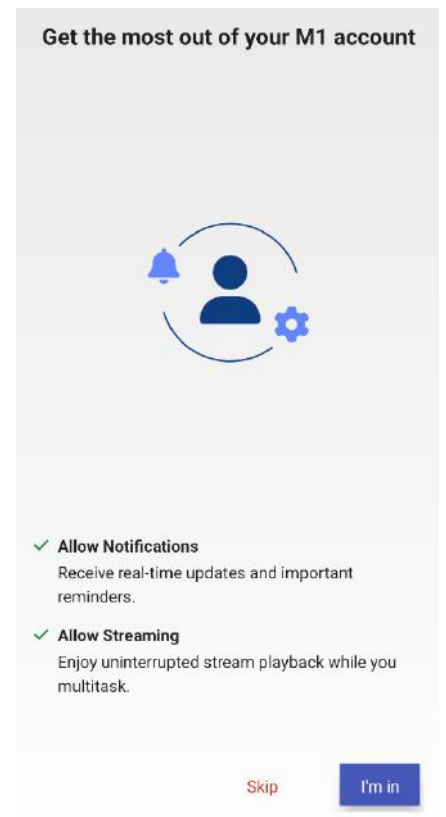 Get the most out of your M1 account
Allow Notifications
Receive real-time updates and important
reminders.
Allow Streaming
Enjoy uninterrupted stream playback while you
multitask.
Skip
I'm in